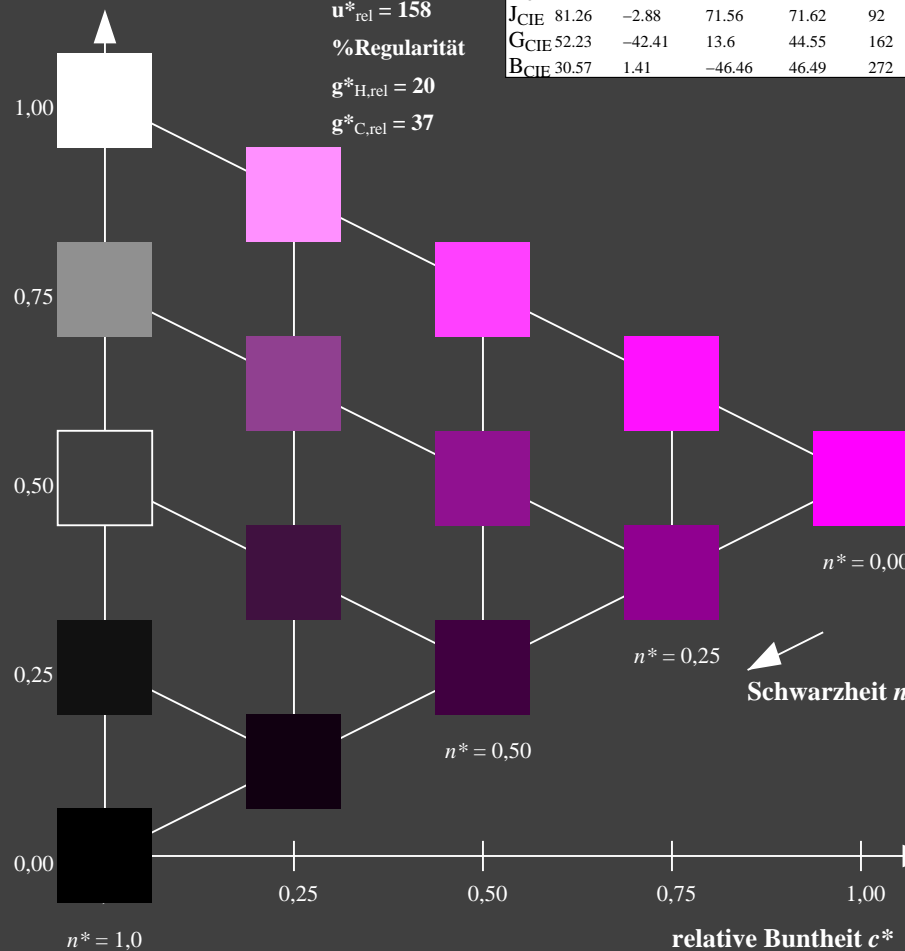 u*rel = 158
%Regularität
g*H,rel = 20
g*C,rel = 37
JCIE 81.26 −2.88 71.56 71.62 92
GCIE 52.23 −42.41 13.6 44.55 162
BCIE 30.57 1.41 −46.46 46.49 272
1,00
0,75
0,50
0,25
0,00
n* = 0,00
n* = 0,25
Schwarzheit n
n* = 0,50
0,25 0,50 0,75 1,00
n* = 1,0
relative Buntheit c*